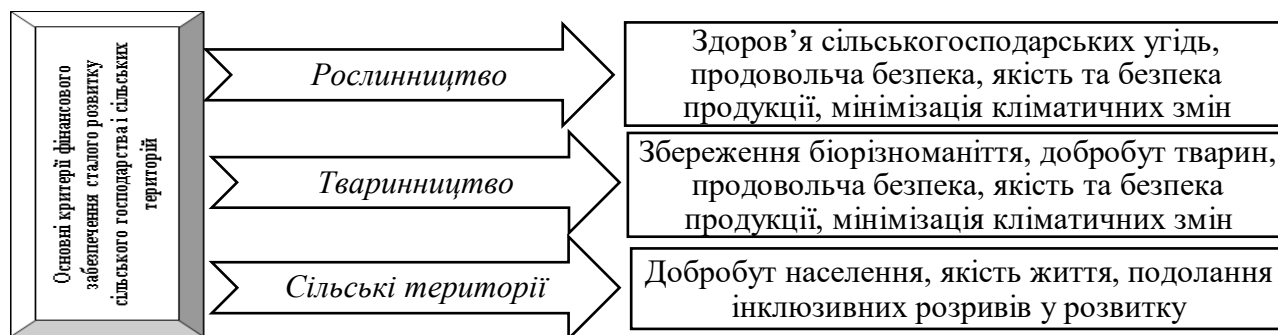 Основні критерії фінансового
забезпечення сталого розвитку
сільського господарства і сільських
територій
Рослинництво
Здоров’я сільськогосподарських угідь,
продовольча безпека, якість та безпека
продукції, мінімізація кліматичних змін
Тваринництво
Збереження біорізноманіття, добробут тварин,
продовольча безпека, якість та безпека
продукції, мінімізація кліматичних змін
Сільські території
Добробут населення, якість життя, подолання
інклюзивних розривів у розвитку